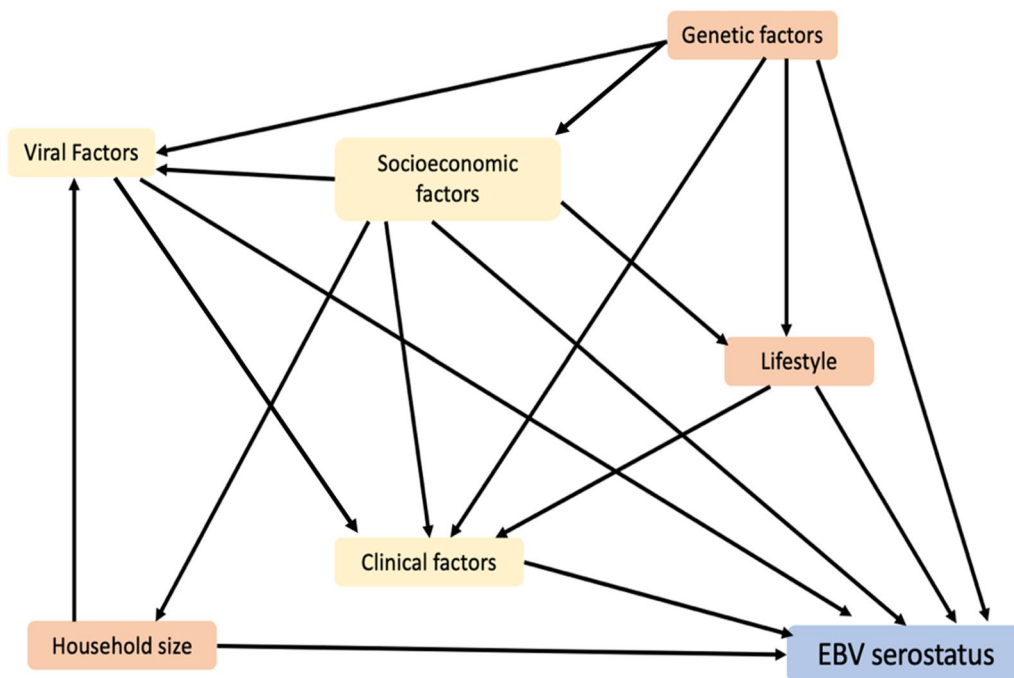 Genetic factors
Viral Factors
Socioeconomic
factors
Lifestyle
Clinical factors
Household size
EBV serostatus